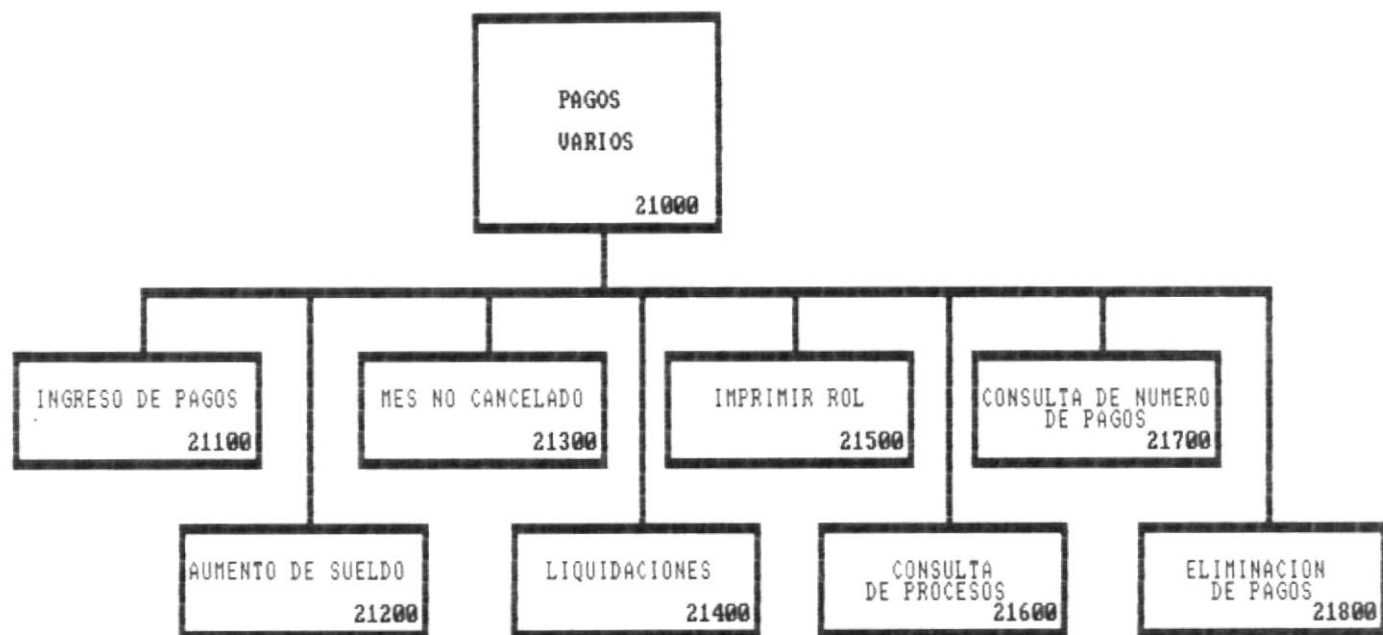 PAGOS
VARIOS
21000
INGRESO DE PAGOS
21100
MES NO CANCELADO
21300
IMPRIMIR ROL
21500
CONSULTA DE NUMERO
DE PAGOS
21700
AUMENTO DE SUELDO
21200
LIQUIDACIONES
21400
CONSULTA
DE PROCESOS
21600
ELIMINACION
DE PAGOS
21800